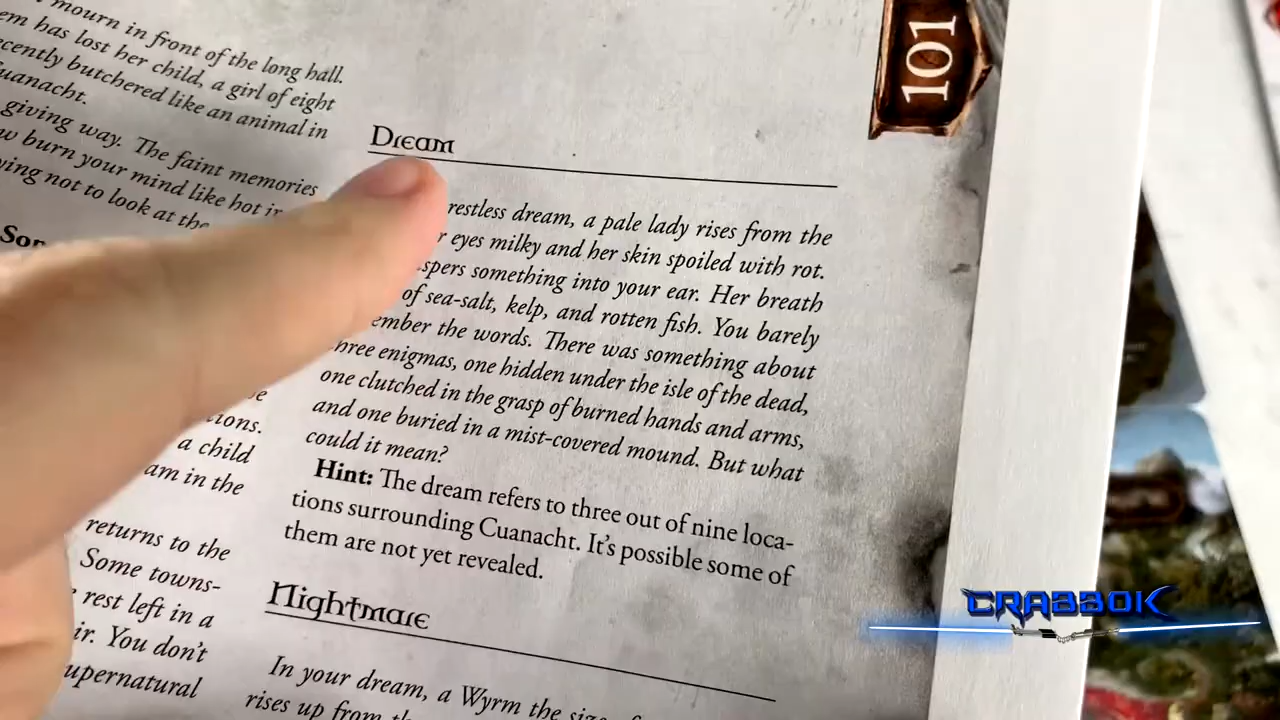 mourn in front of the long hall.
em has lost her child, a girl of eight
ecently butchered like an animal in
uanacht.
giving way. The faint memories
w burn your mind like hot ir
ying not to look at the
Sor
ions.
a child
am in the
returns to the
Some towns-
rest left in a
ir. You don't
upernatural
101
Dream
restless dream, a pale lady rises from the
r eyes milky and her skin spoiled with rot.
spers something into your ear. Her breath
of sea-salt, kelp, and rotten fish. You barely
ember the words. There was something about
hree enigmas, one hidden under the isle of the dead,
one clutched in the grasp of burned hands and arms,
and one buried in a mist-covered mound. But what
could it mean?
Hint: The dream refers to three out of nine loca-
tions surrounding Cuanacht. It's possible some of
them are not yet revealed.
Nightmare
In your dream, a Wyrm the size of
rises up from
CRABBOK